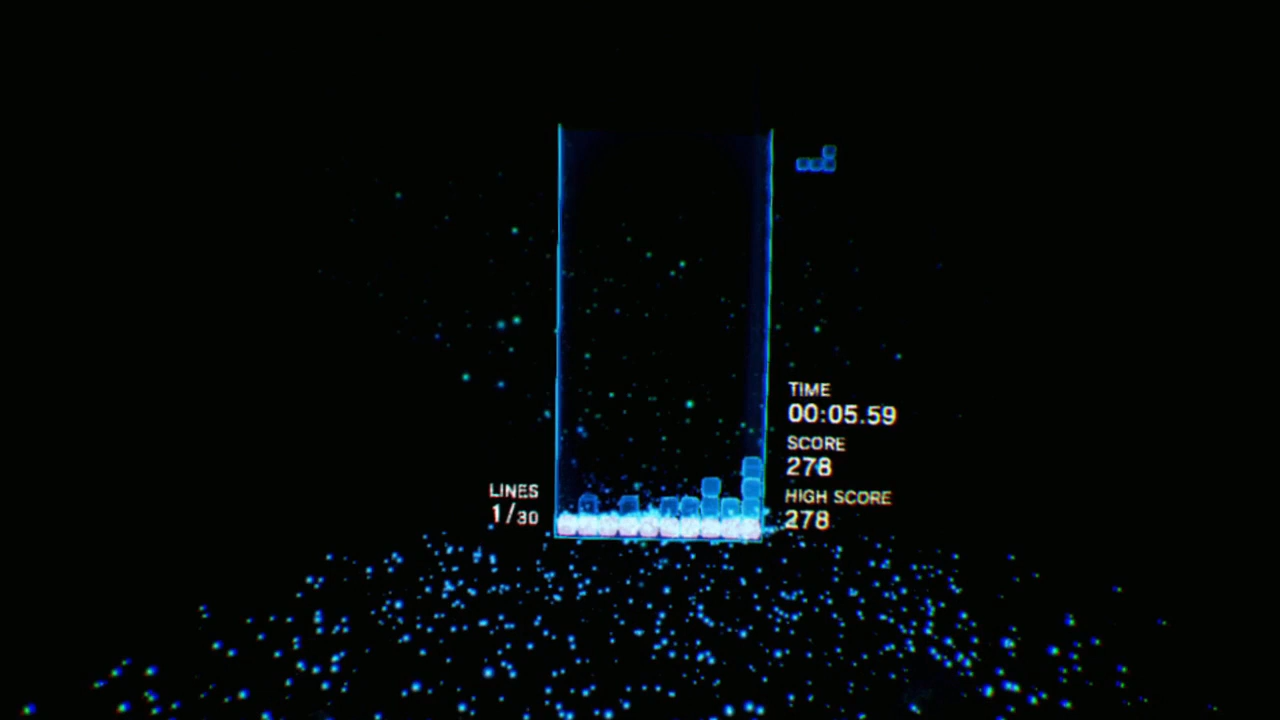 TIME
00:05.59
SCORE
278
LINES
1/30
HIGH SCORE
278